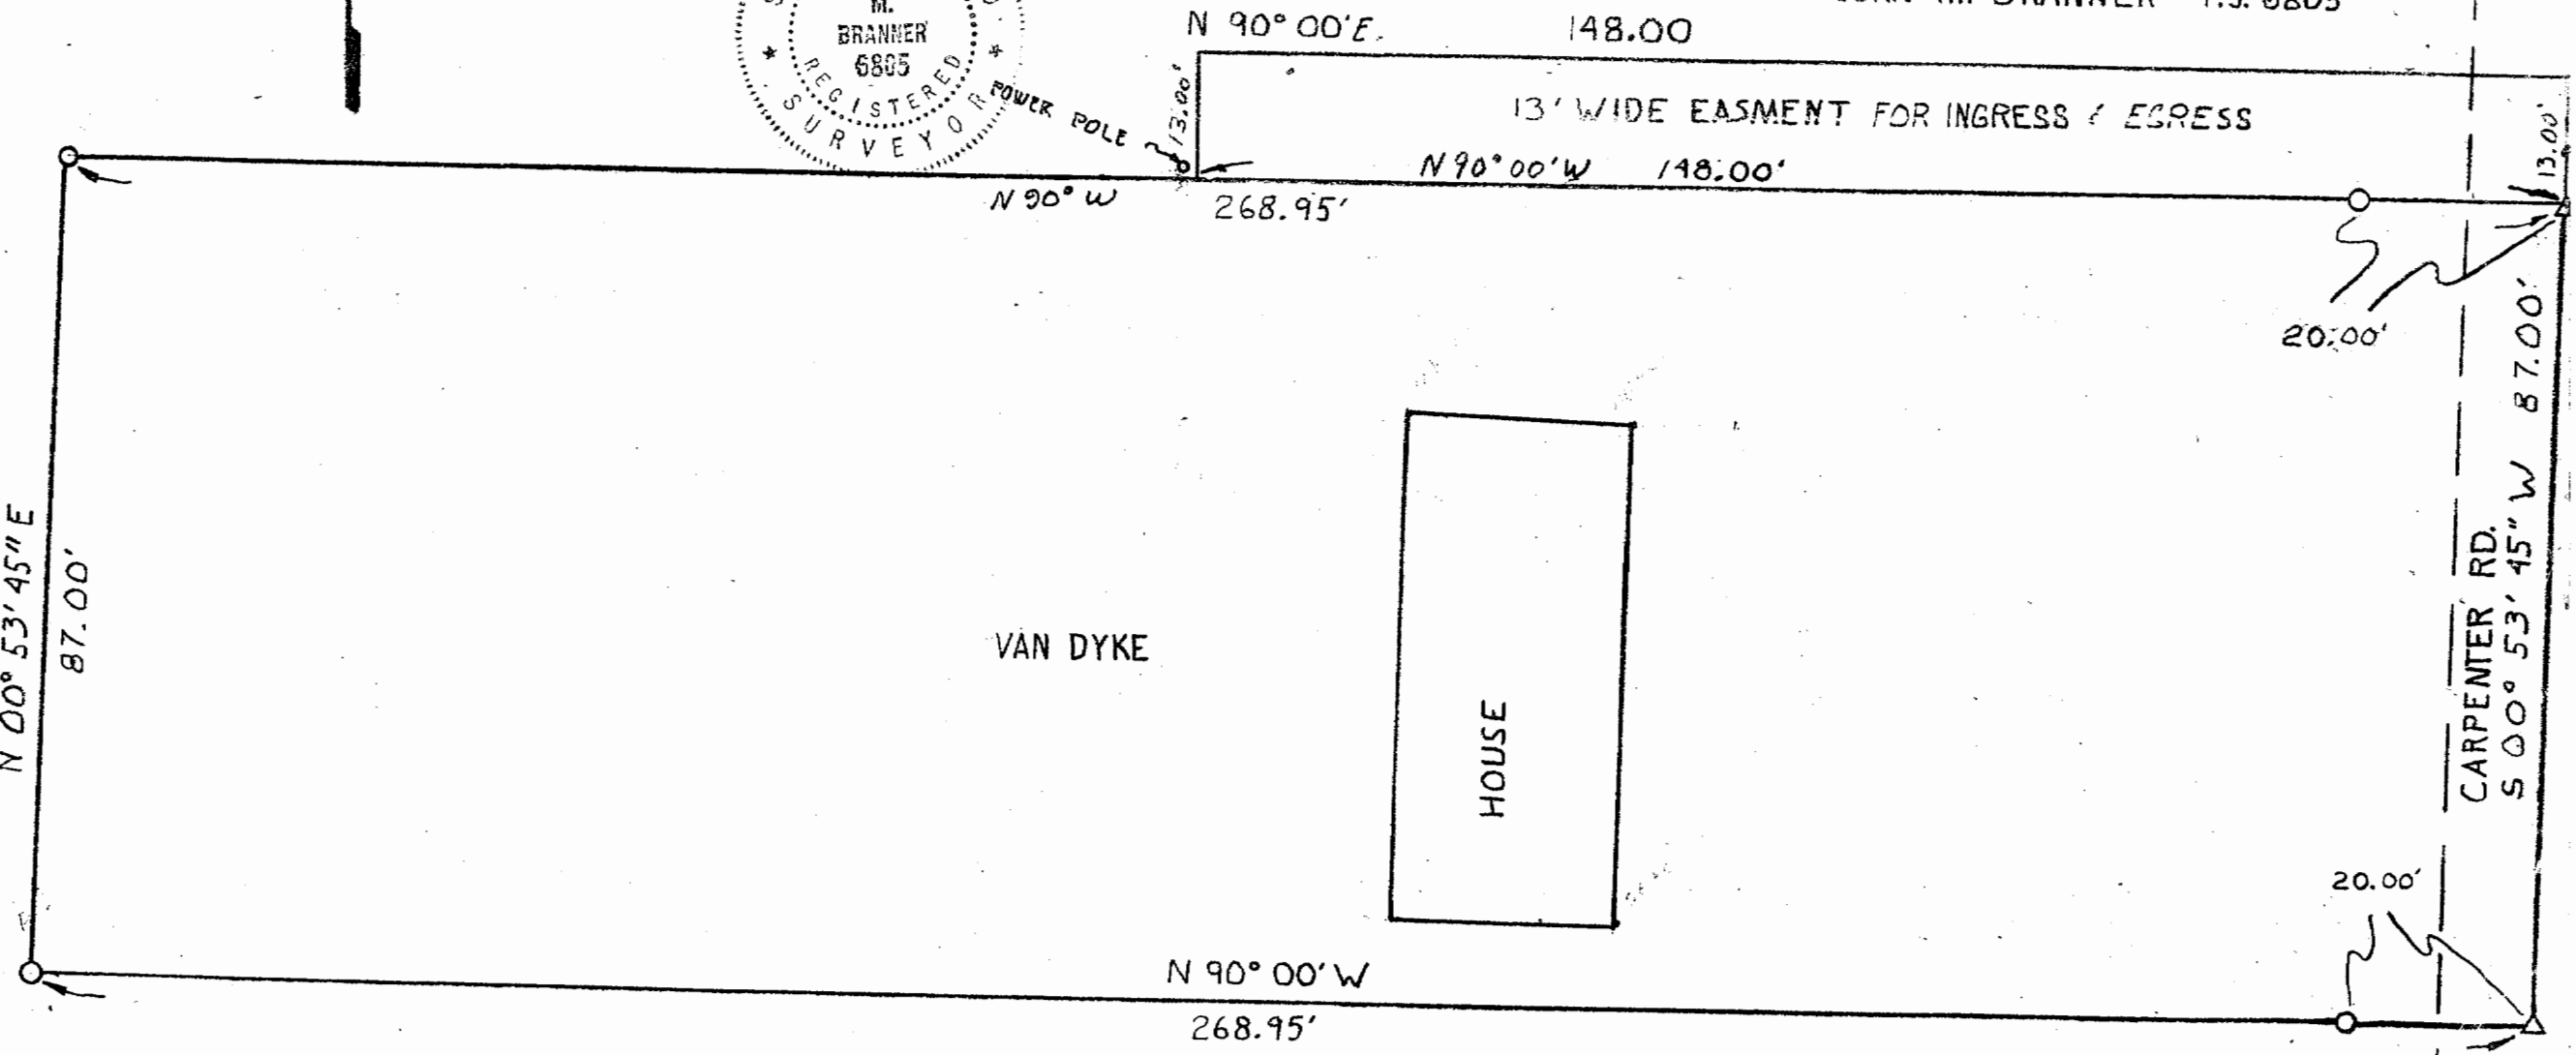 M.
BRANNER
6805
REGISTERED
SURVEYOR
BRANNER
N 90° 00' E.
148.00
POWER POLE
13.00'
13' WIDE EASMENT FOR INGRESS & EGRESS
13.00'
N 90° 00' W 148.00'
N 90° W
268.95'
20.00'
N 00° 53' 45" E
87.00'
VAN DYKE
HOUSE
CARPENTER RD.
S 00° 53' 45" W 87.00'
20.00'
N 90° 00' W
268.95'